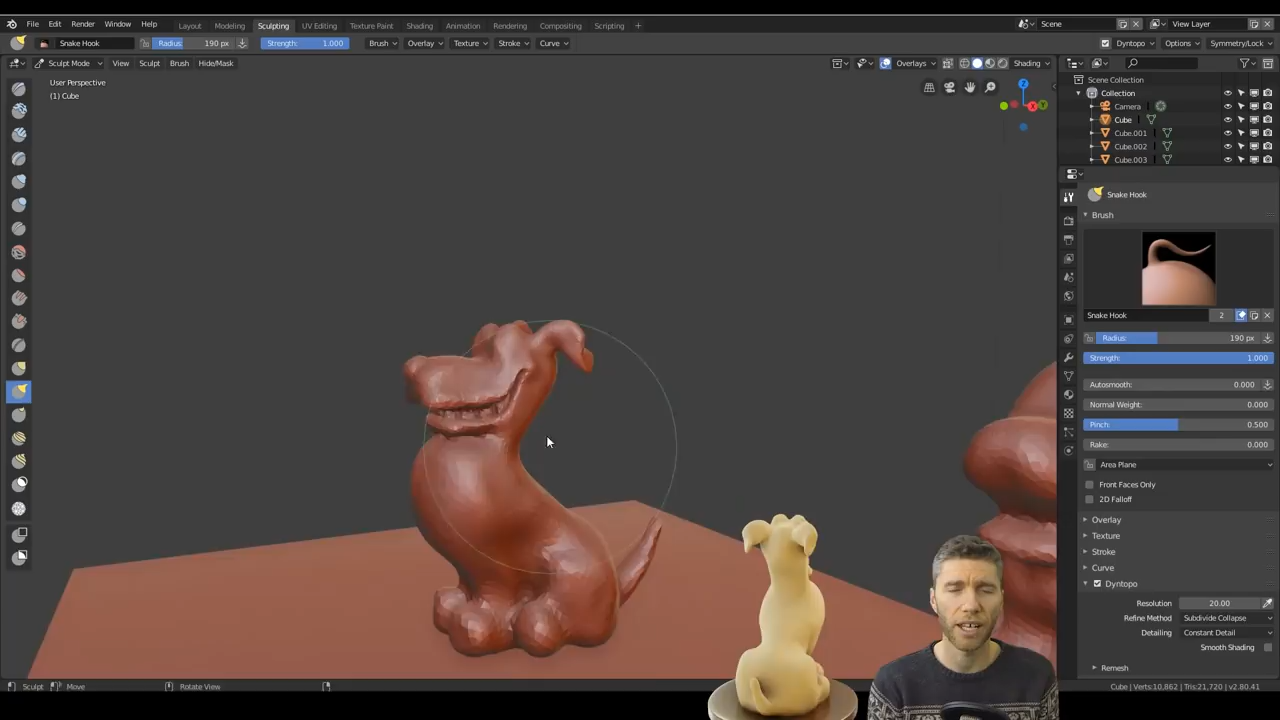 File Edit Render Window Help Layout Modeling Sculpting UV Editing Texture Paint Shading Animation Rendering Compositing Scripting + Scene View Layer
Snake Hook Radius 190 px Strength: 1.000 Brush Overlay Texture Stroke Curve Dyntopo Options Symmetry/Lock
Sculpt Mode View Sculpt Brush Hide/Mask Overlays Shading
User Perspective
(1) Cube
Z
X
Y
Scene Collection
Collection
Camera
Cube
Cube.001
Cube.002
Cube.003
Snake Hook
Brush
Snake Hook 2
Radius: 190 px
Strength: 1.000
Autosmooth: 0.000
Normal Weight: 0.000
Pinch: 0.500
Rake: 0.000
Area Plane
Front Faces Only
2D Falloff
Overlay
Texture
Stroke
Curve
Dyntopo
Resolution 20.00
Refine Method Subdivide Collapse
Detailing Constant Detail
Smooth Shading
Remesh
Sculpt Move Rotate View Cube | Verts:10,862 | Tris:21,720 | v2.80.41